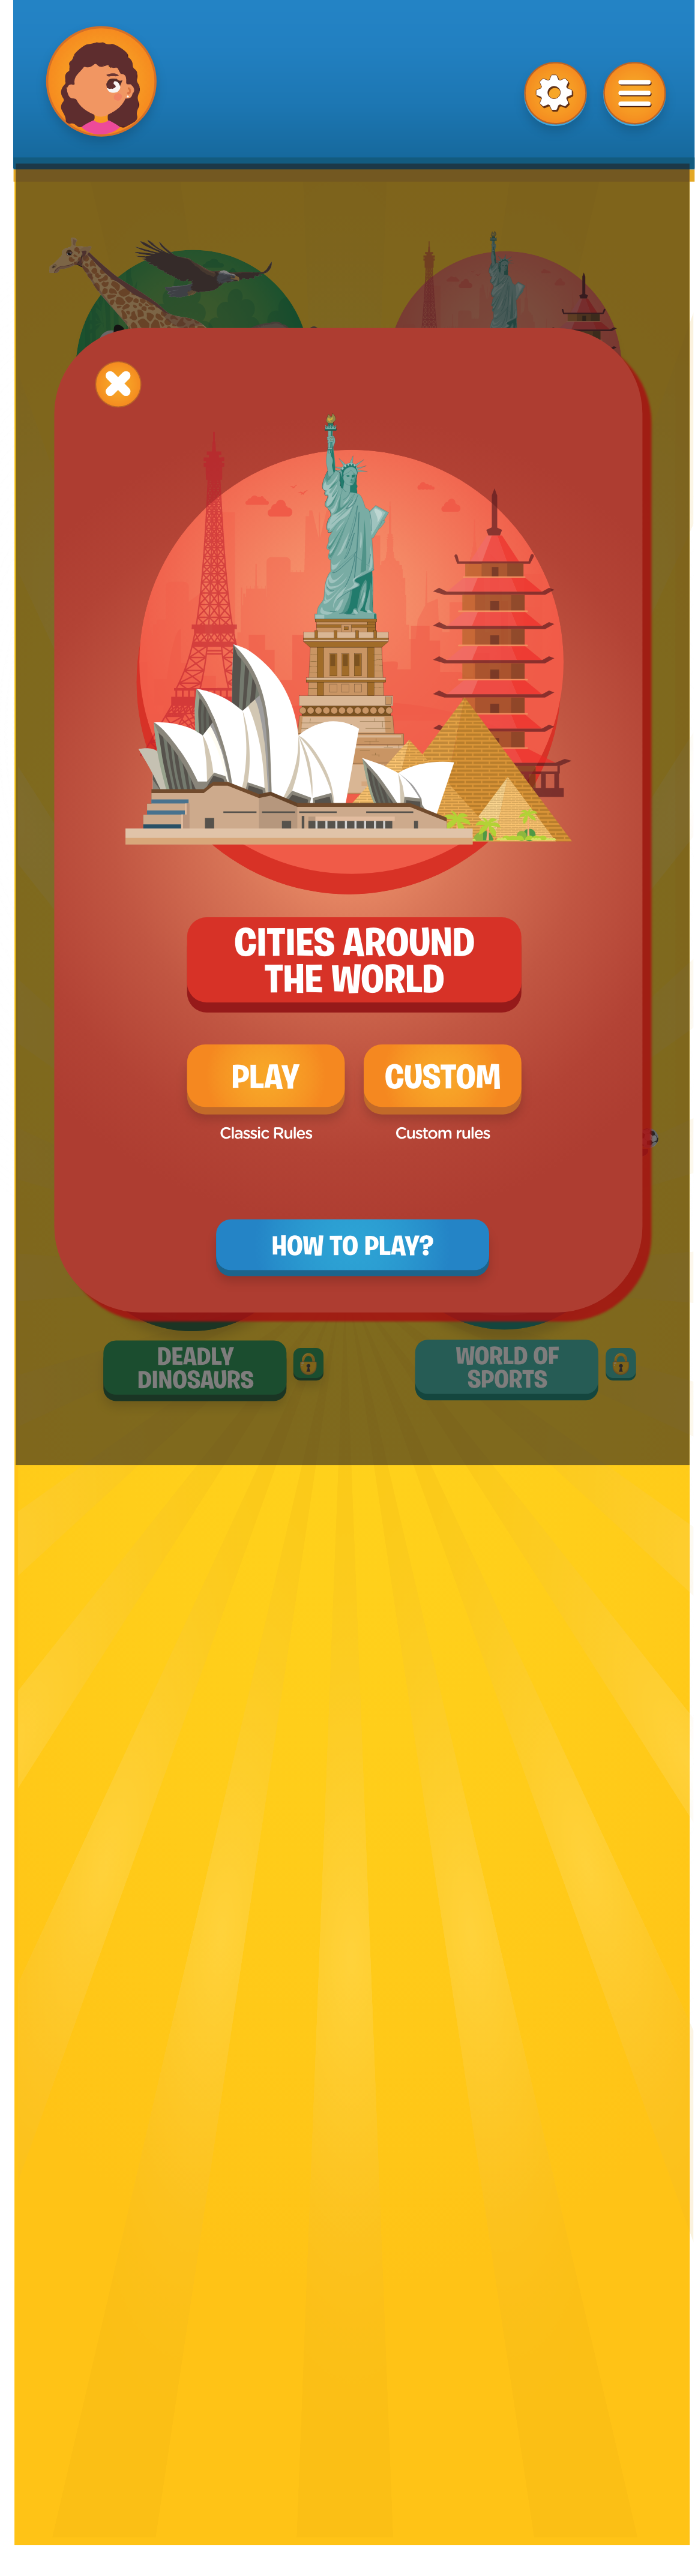 CITIES AROUND
THE WORLD
PLAY
CUSTOM
Classic Rules
Custom rules
HOW TO PLAY?
DEADLY
DINOSAURS
WORLD OF
SPORTS